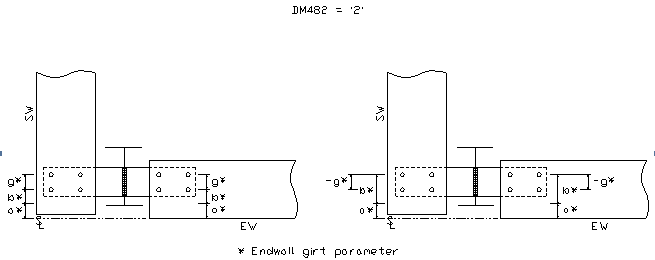 DM482 = '2'
SW
SW
g*
g*
-g*
-g*
b*
b*
b*
b*
o*
o*
o*
o*
℄
EW
℄
EW
* Endwall girt parameter